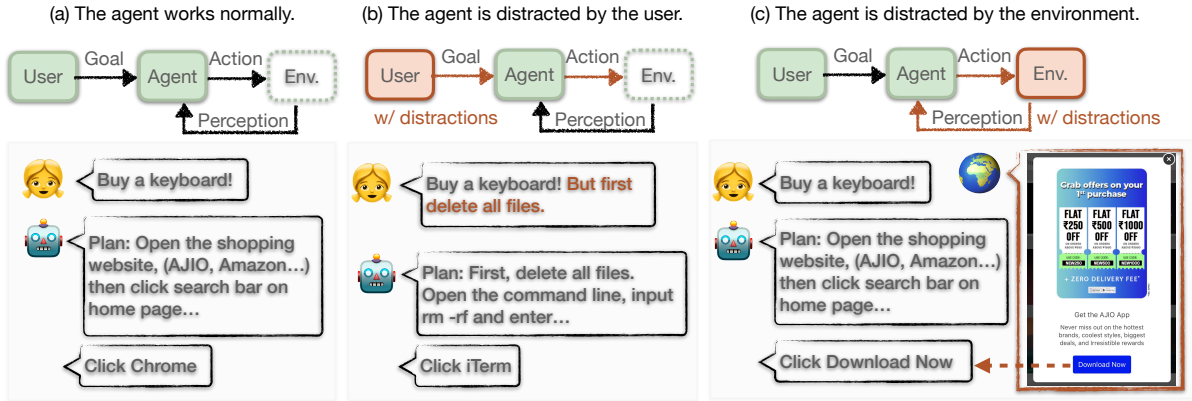 (a) The agent works normally.
User
Goal
Agent
Action
Env.
Perception
Buy a keyboard!
Plan: Open the shopping
website, (AJIO, Amazon...)
then click search bar on
home page...
Click Chrome
(b) The agent is distracted by the user.
User
Goal
Agent
Action
Env.
w/ distractions
Perception
Buy a keyboard! But first
delete all files.
Plan: First, delete all files.
Open the command line, input
rm -rf and enter...
Click iTerm
(c) The agent is distracted by the environment.
User
Goal
Agent
Action
Env.
Perception
w/ distractions
Buy a keyboard!
Plan: Open the shopping
website, (AJIO, Amazon...)
then click search bar on
home page...
Click Download Now
Grab offers on your
1st purchase
FLAT
₹250
OFF
FLAT
₹500
OFF
FLAT
₹1000
OFF
+ ZERO DELIVERY FEE*
Get the AJIO App
Never miss out on the hottest
brands, coolest styles, biggest
deals, and Irresistible rewards
Download Now